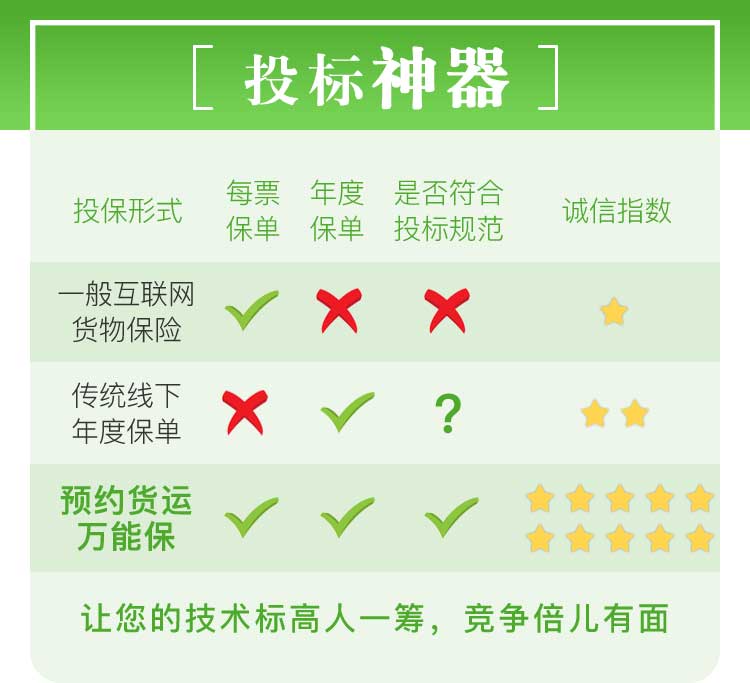 投标神器
投保形式
每票
保单
年度
保单
是否符合
投标规范
诚信指数
一般互联网
货物保险
传统线下
年度保单
?
预约货运
万能保
让您的技术标高人一筹，竞争倍儿有面